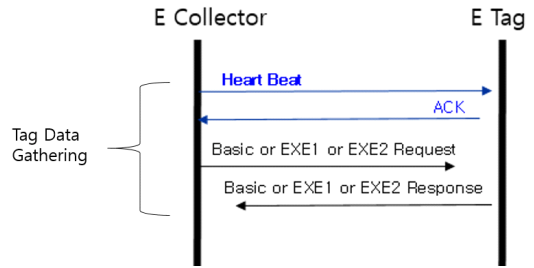 E Collector
E Tag
Heart Beat
ACK
Tag Data
Gathering
Basic or EXE1 or EXE2 Request
Basic or EXE1 or EXE2 Response